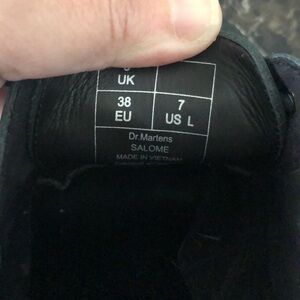 UK
38 7
EU US L
Dr.Martens
SALOME
MADE IN VIETNAM